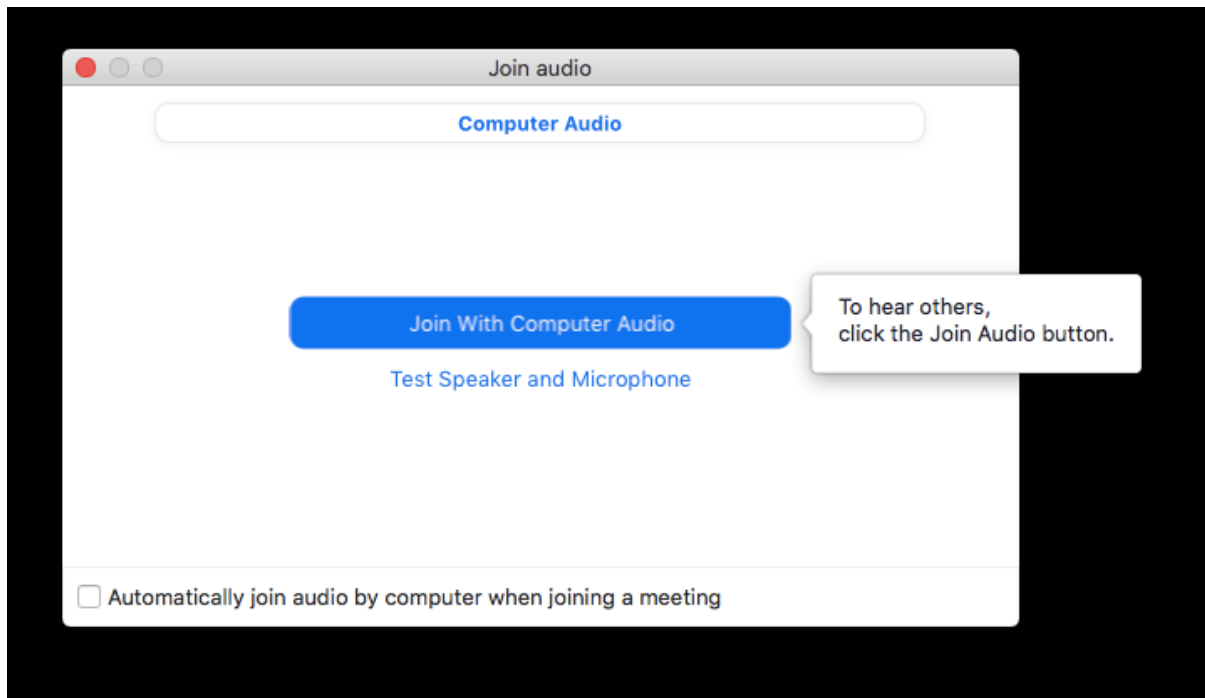 Join audio
Computer Audio
Join With Computer Audio
To hear others,
click the Join Audio button.
Test Speaker and Microphone
Automatically join audio by computer when joining a meeting